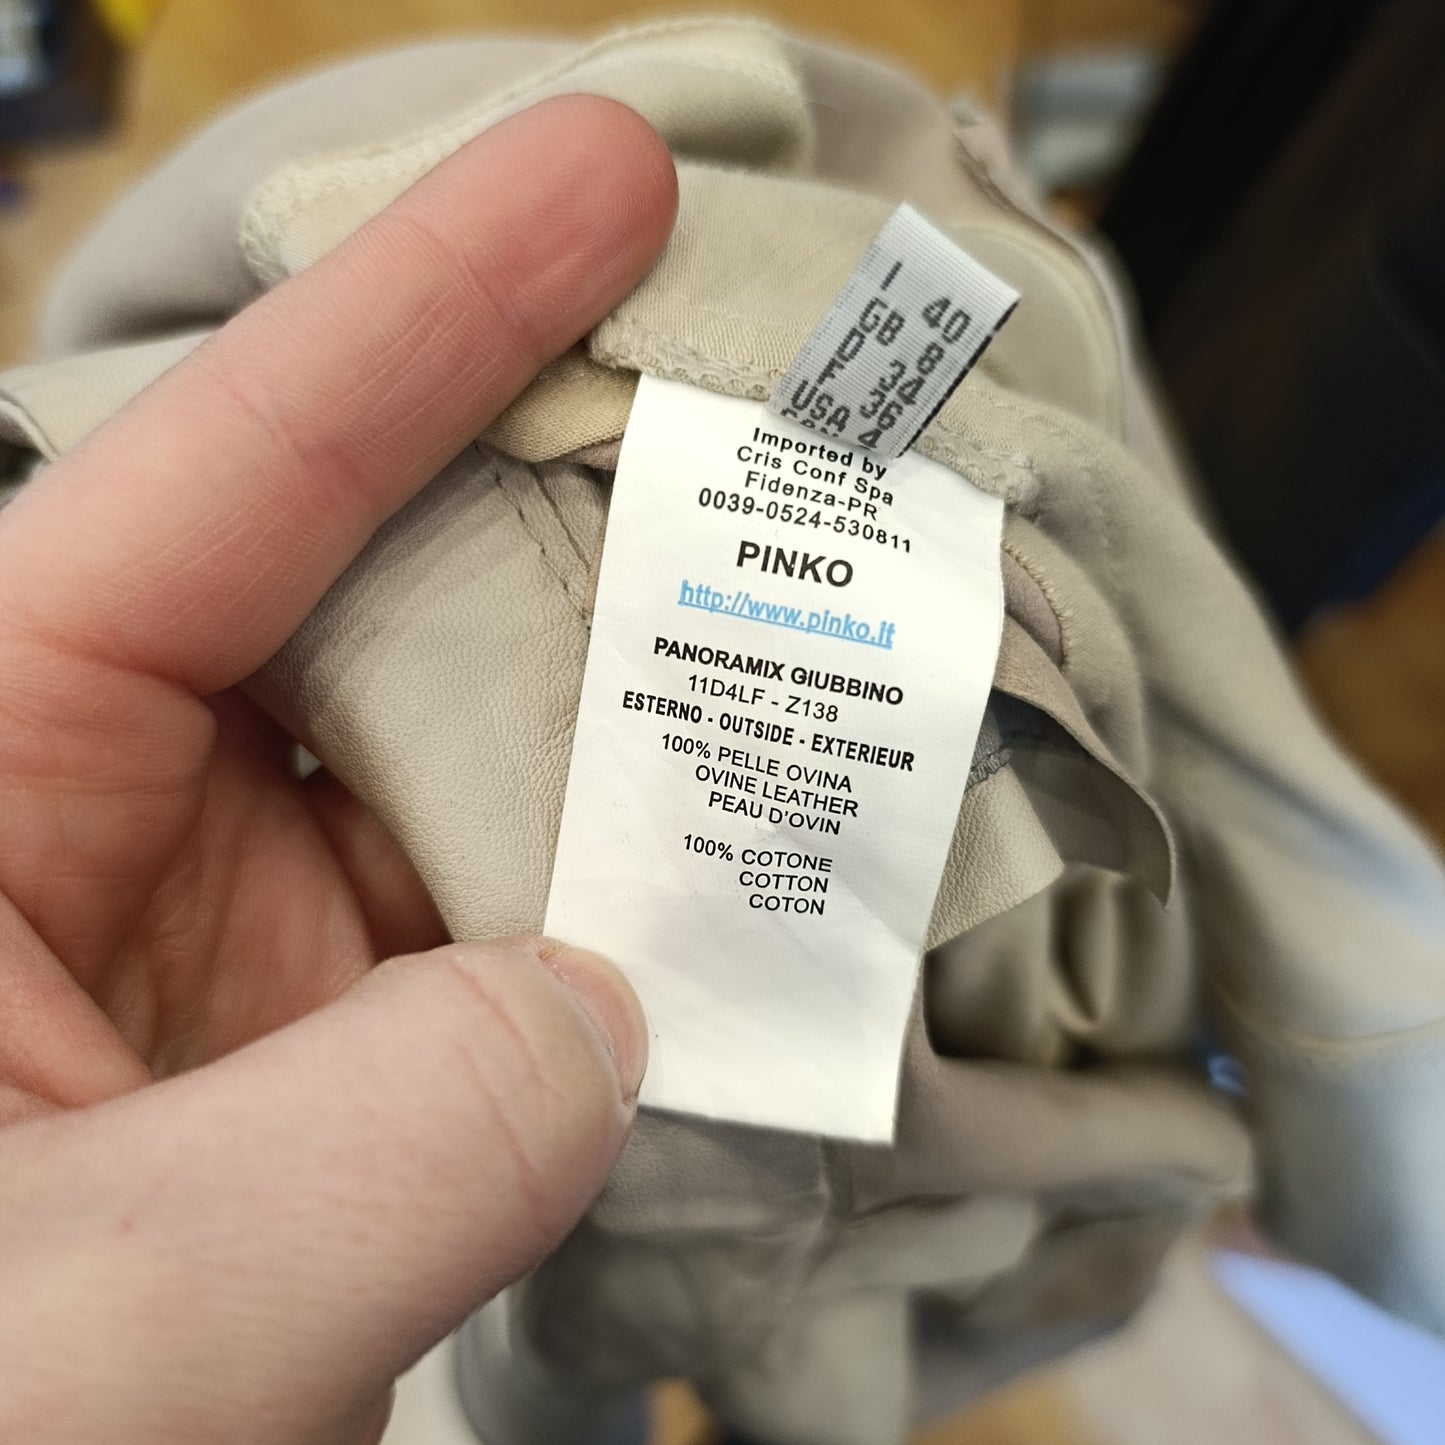 I 40
GB 8
D 34
F 36
USA 4
Imported by
Cris Conf Spa
Fidenza-PR
0039-0524-530811
PINKO
http://www.pinko.it
PANORAMIX GIUBBINO
11D4LF - Z138
ESTERNO - OUTSIDE - EXTERIEUR
100% PELLE OVINA
OVINE LEATHER
PEAU D'OVIN
100% COTONE
COTTON
COTON